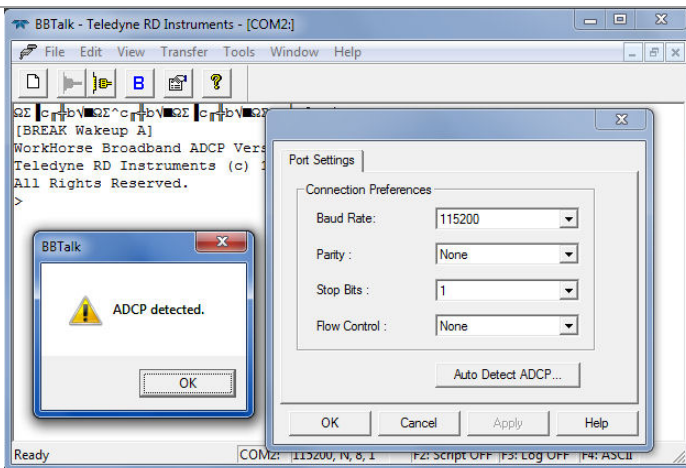 BBTalk - Teledyne RD Instruments - [COM2:]
File Edit View Transfer Tools Window Help
B
?
[BREAK Wakeup A]
WorkHorse Broadband ADCP Vers
Teledyne RD Instruments (c) 1
All Rights Reserved.
>
BBTalk
ADCP detected.
OK
Port Settings
Connection Preferences
Baud Rate: 115200
Parity : None
Stop Bits : 1
Flow Control : None
Auto Detect ADCP...
OK Cancel Apply Help
Ready COM2: 115200, N, 8, 1 F2: Script OFF F3: Log OFF F4: ASCII